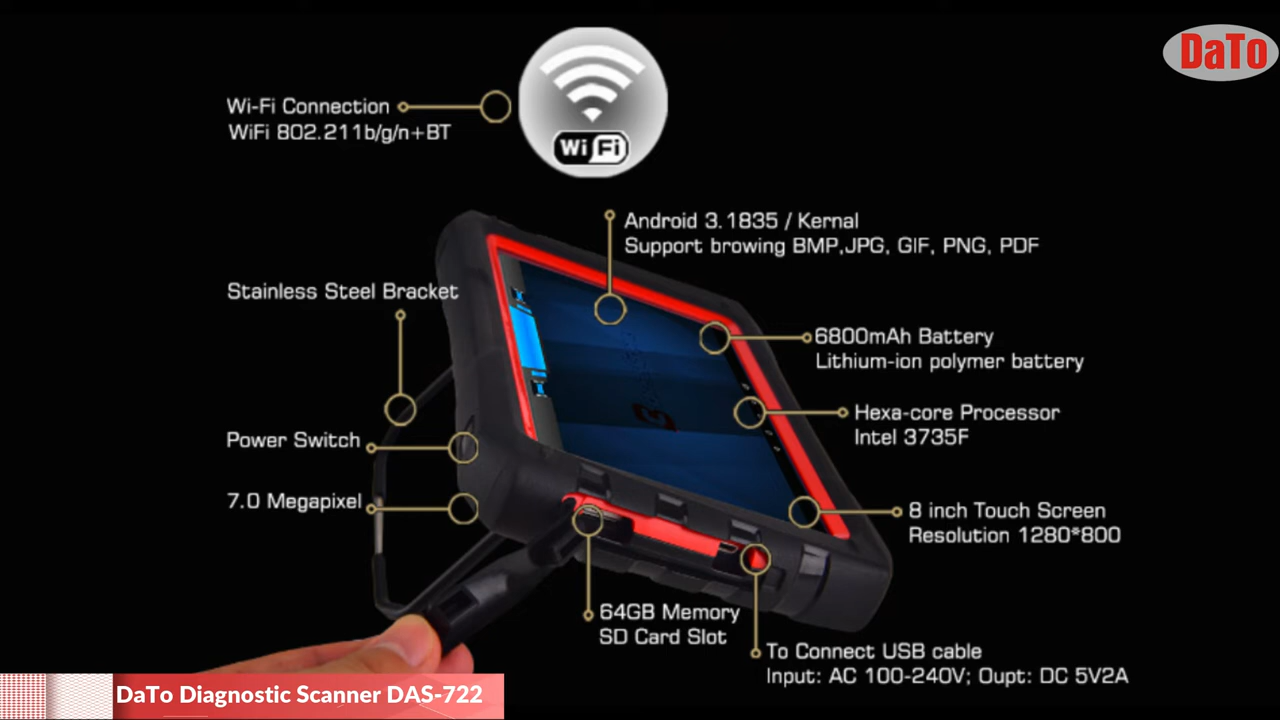 DaTo
Wi-Fi Connection
WiFi 802.211b/g/n+BT
Wi Fi
Android 3.1835 / Kernal
Support browing BMP,JPG, GIF, PNG, PDF
Stainless Steel Bracket
6800mAh Battery
Lithium-ion polymer battery
Hexa-core Processor
Intel 3735F
Power Switch
7.0 Megapixel
8 inch Touch Screen
Resolution 1280*800
64GB Memory
SD Card Slot
To Connect USB cable
Input: AC 100-240V; Oupt: DC 5V2A
DaTo Diagnostic Scanner DAS-722